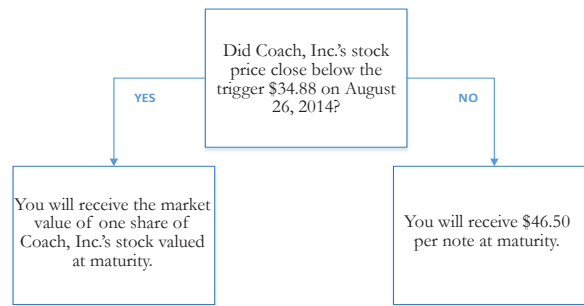 Did Coach, Inc.'s stock
price close below the
trigger $34.88 on August
26, 2014?
YES
NO
You will receive the market
value of one share of
Coach, Inc.'s stock valued
at maturity.
You will receive $46.50
per note at maturity.